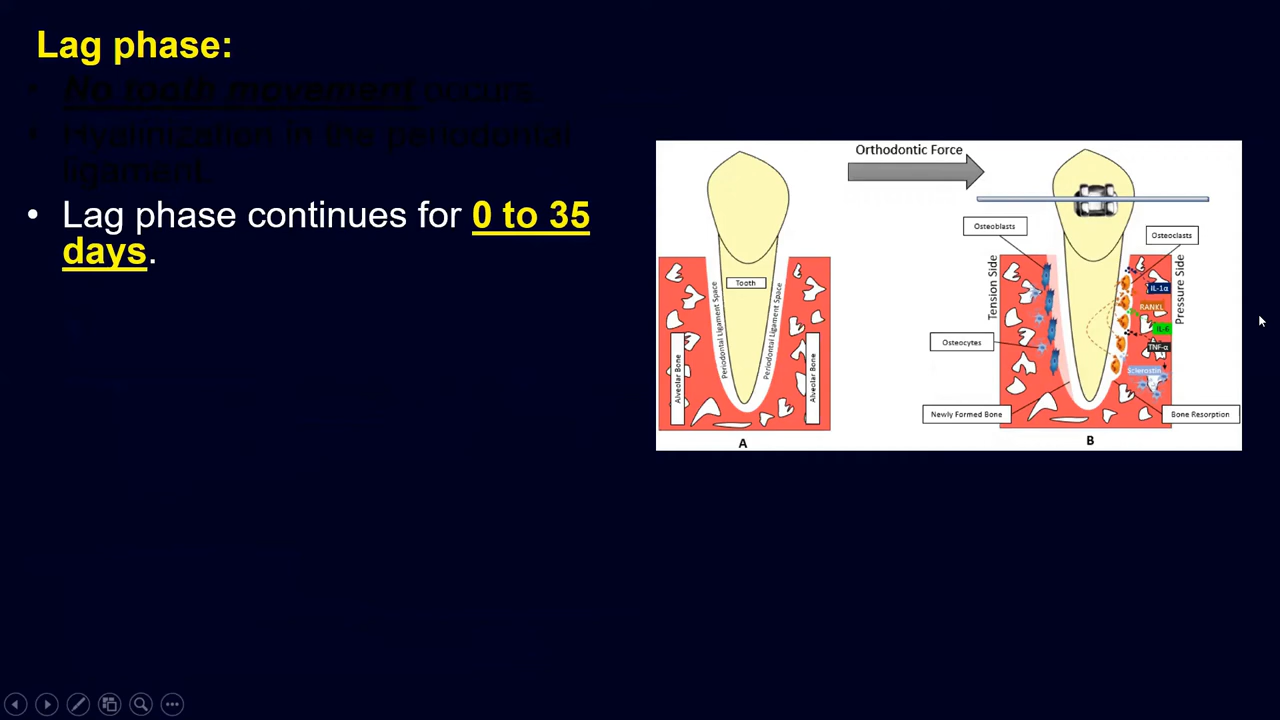 Lag phase:
• No tooth movement occurs.
• Hyalinization in the periodontal
ligament.
• Lag phase continues for 0 to 35
days.
Orthodontic Force
Tooth
Periodontal Ligament Space
Periodontal Ligament Space
Alveolar Bone
Alveolar Bone
A
Osteoblasts
Osteoclasts
Tension Side
Pressure Side
IL-1α
RANKL
IL-6
TNF-α
Sclerostin
Osteocytes
Newly Formed Bone
Bone Resorption
B